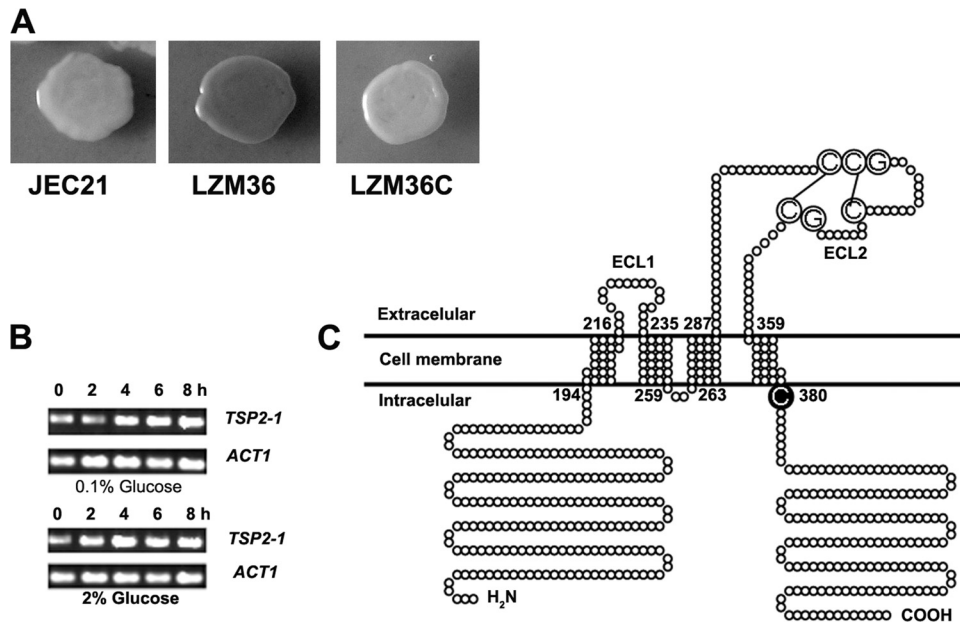 A
JEC21 LZM36 LZM36C
B
0 2 4 6 8 h
TSP2-1
ACT1
0.1% Glucose
0 2 4 6 8 h
TSP2-1
ACT1
2% Glucose
C
C C G
C G C
ECL2
ECL1
Extracelular
216 235 287 359
Cell membrane
Intracelular
194 259 263 C 380
H2N
COOH